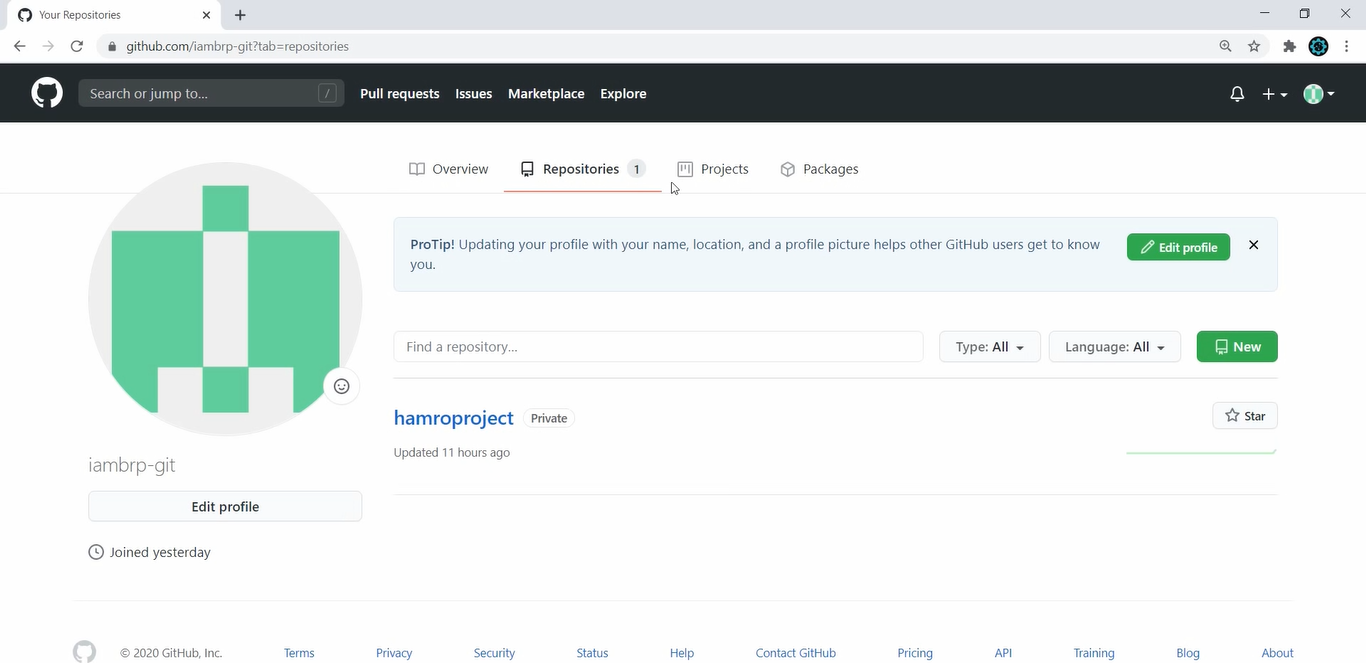 Your Repositories
github.com/iambrp-git?tab=repositories
Search or jump to... / Pull requests Issues Marketplace Explore
Overview Repositories 1 Projects Packages
ProTip! Updating your profile with your name, location, and a profile picture helps other GitHub users get to know
you.
Edit profile
Find a repository... Type: All Language: All New
hamroproject Private Star
Updated 11 hours ago
iambrp-git
Edit profile
Joined yesterday
© 2020 GitHub, Inc. Terms Privacy Security Status Help Contact GitHub Pricing API Training Blog About